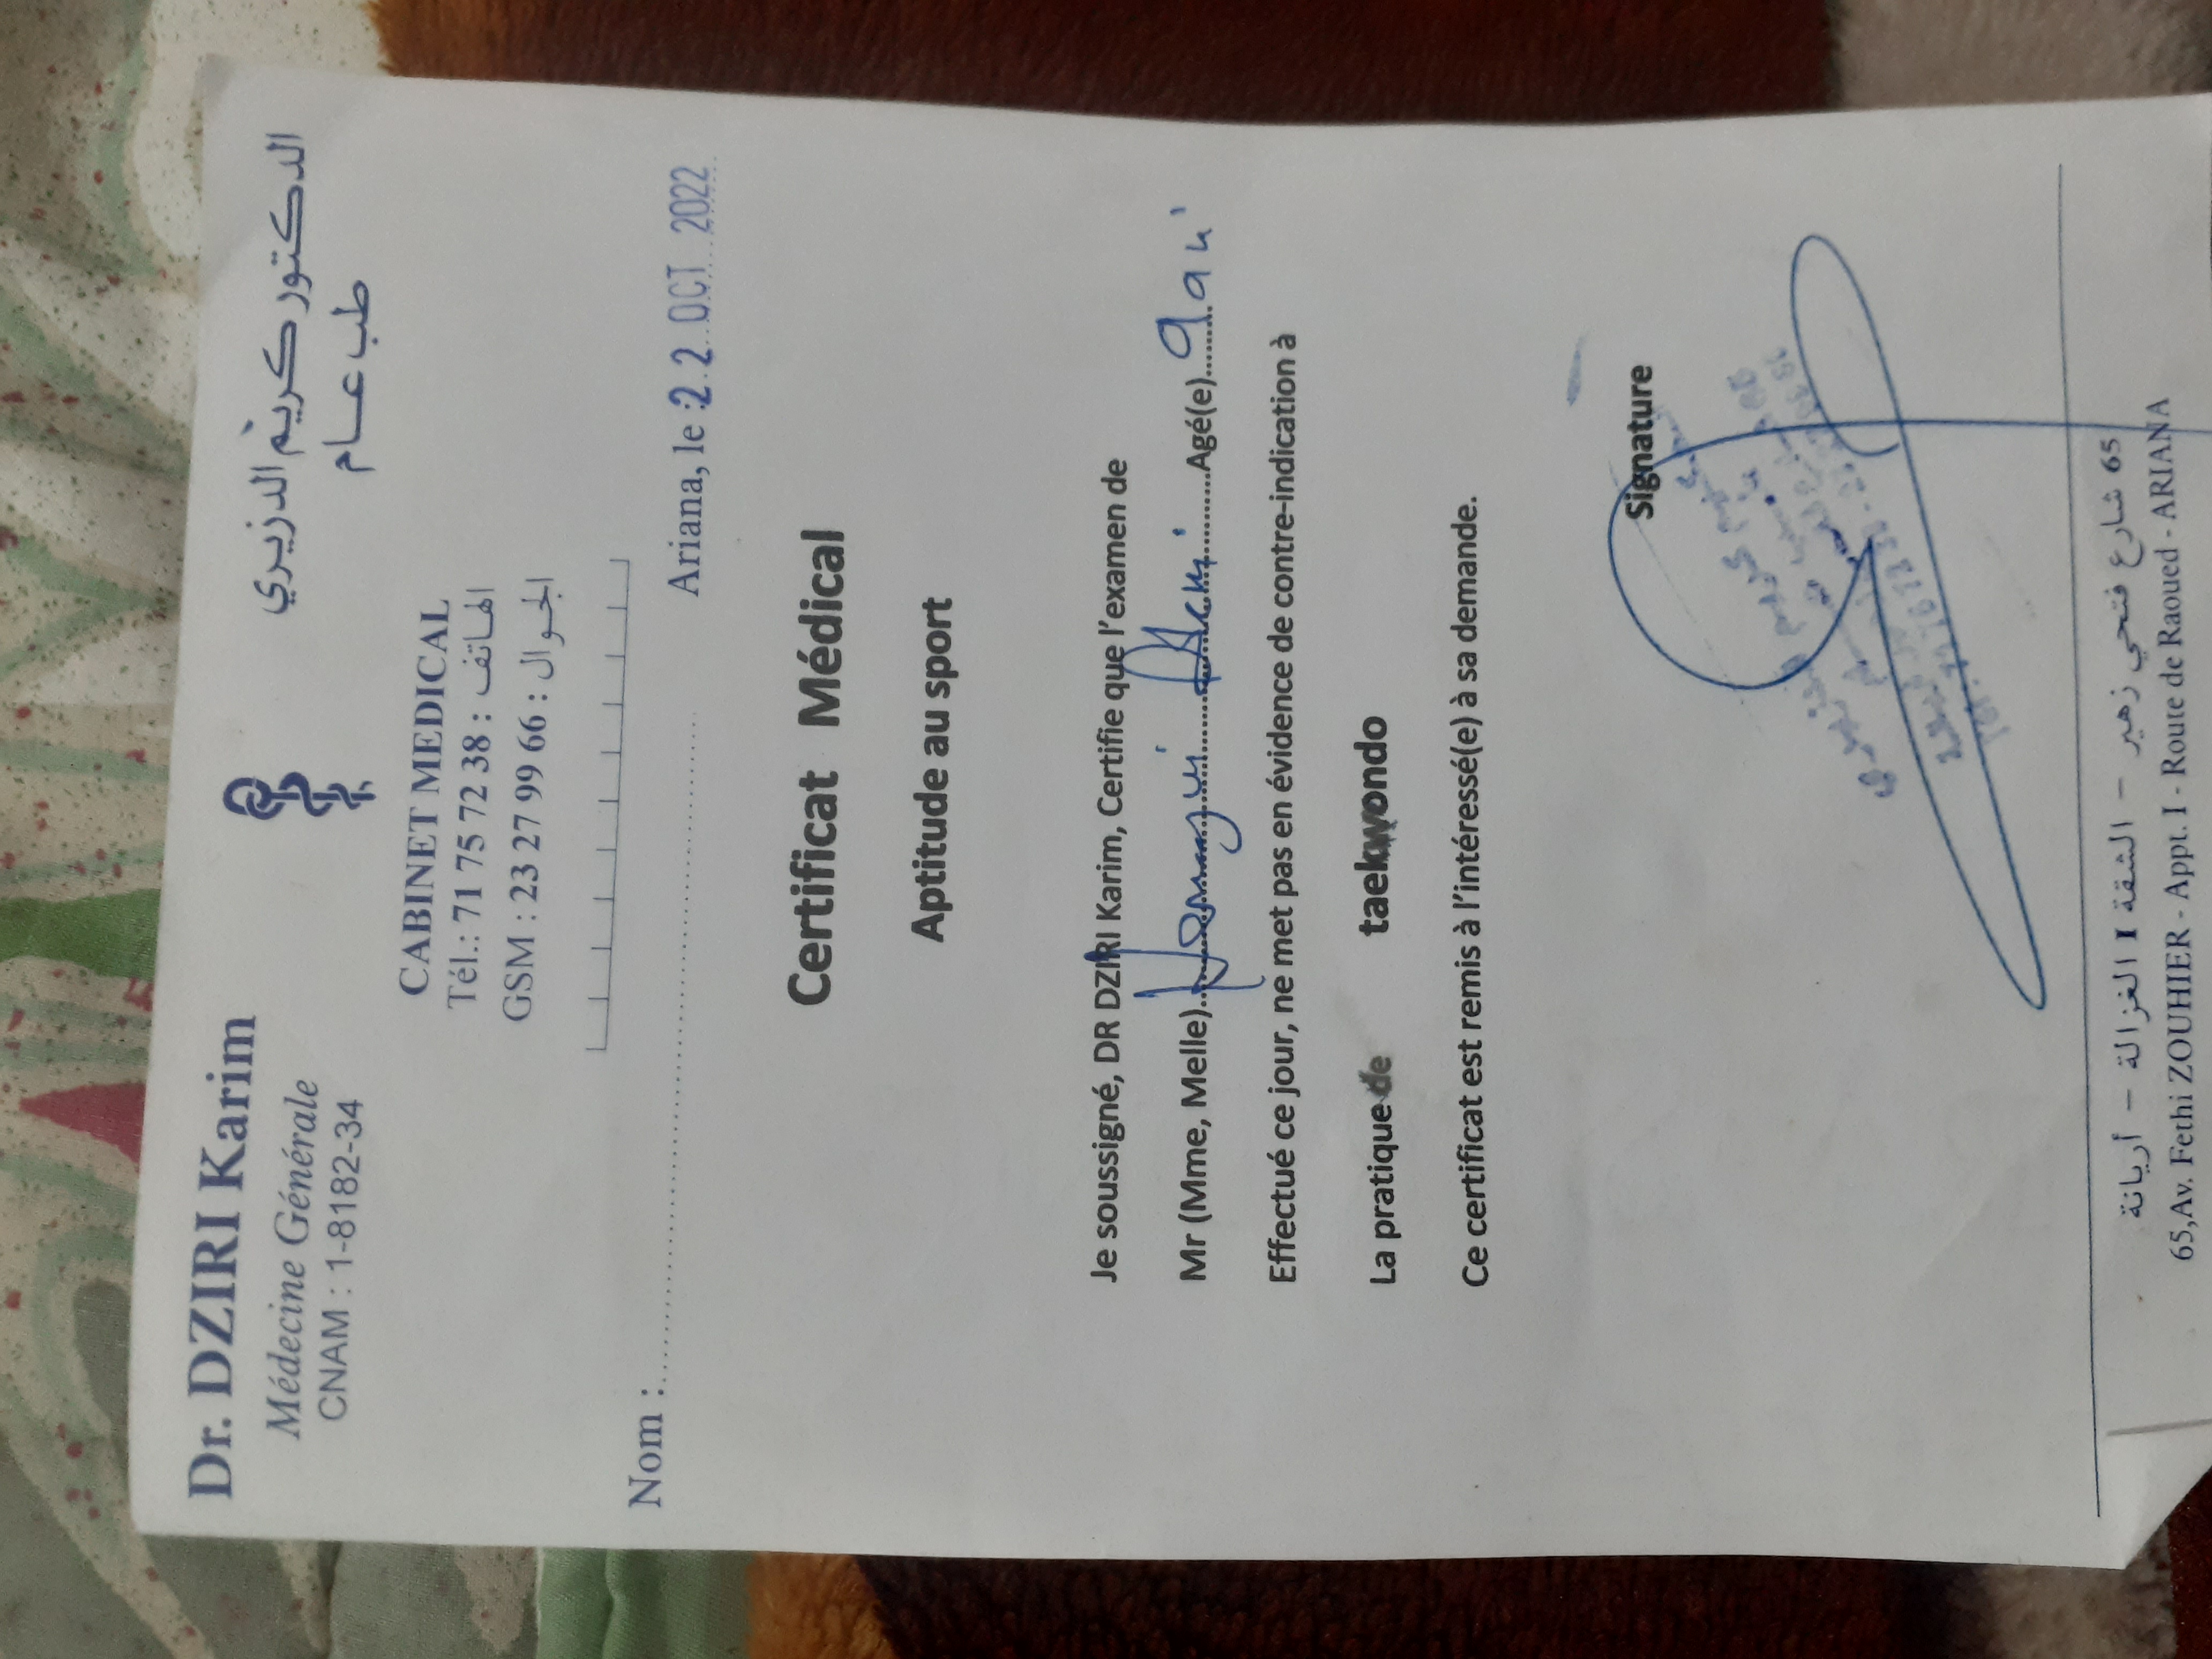 Dr. DZIRI Karim
Médecine Générale
CNAM : 1-8182-34
الدكتور كريم الدزيري
طب عام
CABINET MEDICAL
Tél.: 71 75 72 38 : الهاتف
GSM : 23 27 99 66 : الجوال
Nom :
Ariana, le : 22 OCT 2022
Certificat Médical
Aptitude au sport
Je soussigné, DR DZIRI Karim, Certifie que l'examen de
Mr (Mme, Melle) Agé(e) 9 ans
Effectué ce jour, ne met pas en évidence de contre-indication à
La pratique de taekwondo
Ce certificat est remis à l'intéressé(e) à sa demande.
Signature
65 شارع فتحي زهير – الشقة I الغزالة – أريانة
65,Av. Fethi ZOUHIER - Appt. I - Route de Raoued - ARIANA